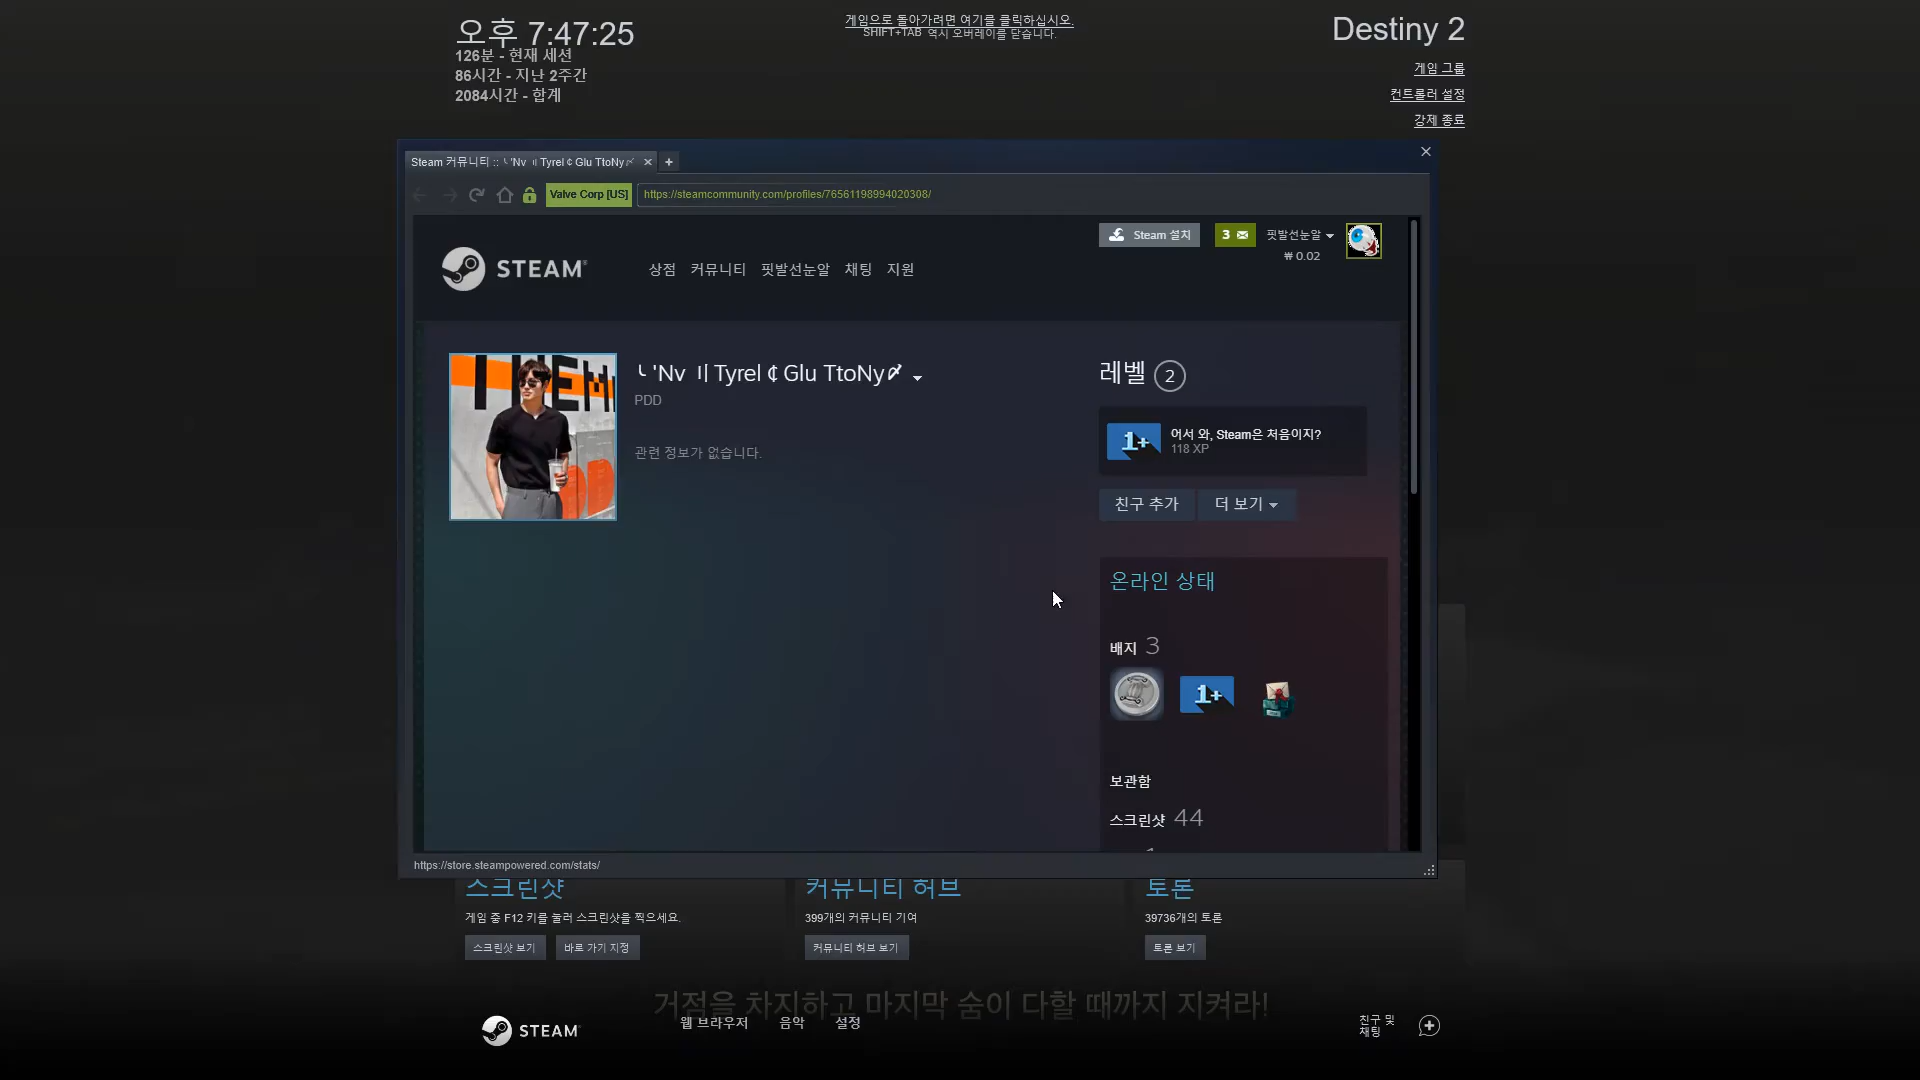 오후 7:47:25
126분 - 현재 세션
86시간 - 지난 2주간
2084시간 - 합계
게임으로 돌아가려면 여기를 클릭하십시오.
SHIFT+TAB 역시 오버레이를 닫습니다.
Destiny 2
게임 그룹
컨트롤러 설정
강제 종료
Steam 커뮤니티 :: ╰ 'Nv ㅤ Tyrel ¢ Glu TtoNy〆
Valve Corp [US]
https://steamcommunity.com/profiles/76561198994020308/
Steam 설치
3
핏발선눈알
₩ 0.02
STEAM
상점 커뮤니티 핏발선눈알 채팅 지원
╰ 'Nv Tyrel ¢ Glu TtoNy〆
PDD
관련 정보가 없습니다.
레벨 2
1+
어서 와, Steam은 처음이지?
118 XP
친구 추가
더 보기
온라인 상태
배지 3
1+
보관함
스크린샷 44
https://store.steampowered.com/stats/
스크린샷
게임 중 F12 키를 눌러 스크린샷을 찍으세요.
스크린샷 보기
바로 가기 지정
커뮤니티 허브
399개의 커뮤니티 기여
커뮤니티 허브 보기
토론
39736개의 토론
토론 보기
거점을 차지하고 마지막 숨이 다할 때까지 지켜라!
STEAM
웹 브라우저
음악
설정
친구 및
채팅